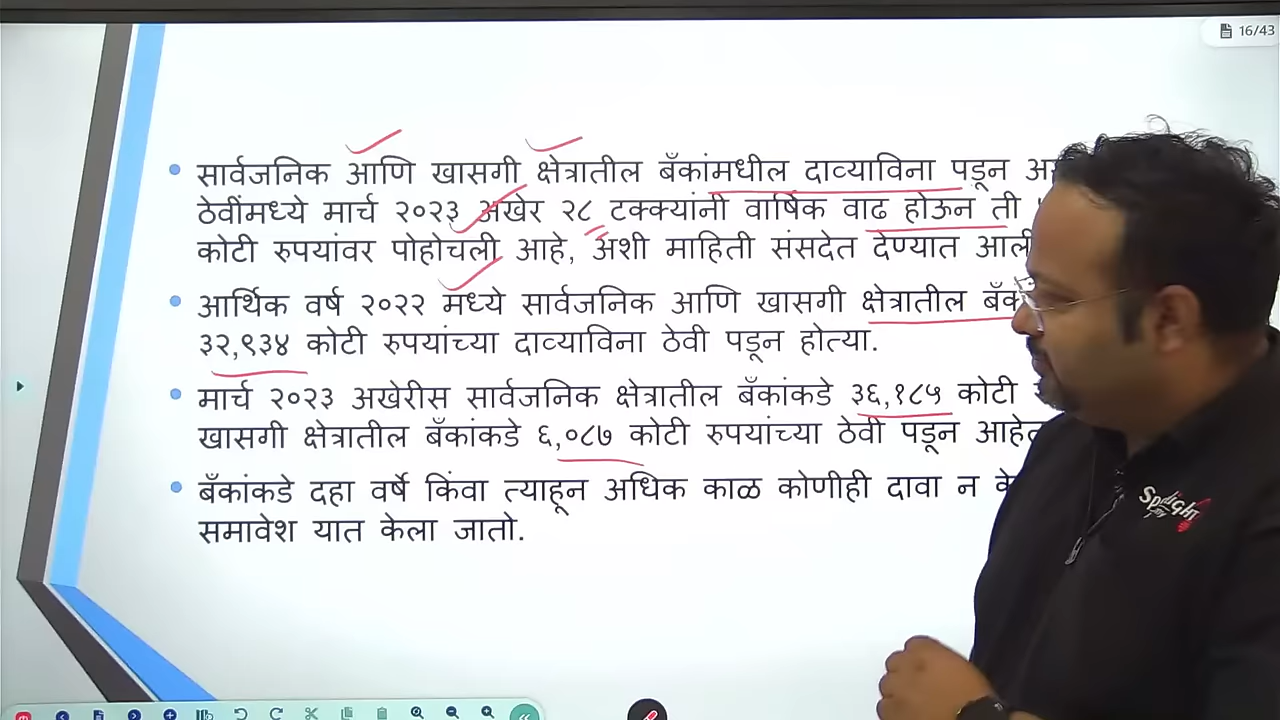 16/43
सार्वजनिक आणि खासगी क्षेत्रातील बँकांमधील दाव्याविना पडून
ठेवींमध्ये मार्च २०२३ अखेर २८ टक्क्यांनी वार्षिक वाढ होऊन ती
कोटी रुपयांवर पोहोचली आहे, अशी माहिती संसदेत देण्यात
आर्थिक वर्ष २०२२ मध्ये सार्वजनिक आणि खासगी क्षेत्रातील
३२,९३४ कोटी रुपयांच्या दाव्याविना ठेवी पडून होत्या.
मार्च २०२३ अखेरीस सार्वजनिक क्षेत्रातील बँकांकडे ३६,१८५ कोटी
खासगी क्षेत्रातील बँकांकडे ६,०८७ कोटी रुपयांच्या ठेवी पडून
बँकांकडे दहा वर्षे किंवा त्याहून अधिक काळ कोणीही दावा न
समावेश यात केला जातो.